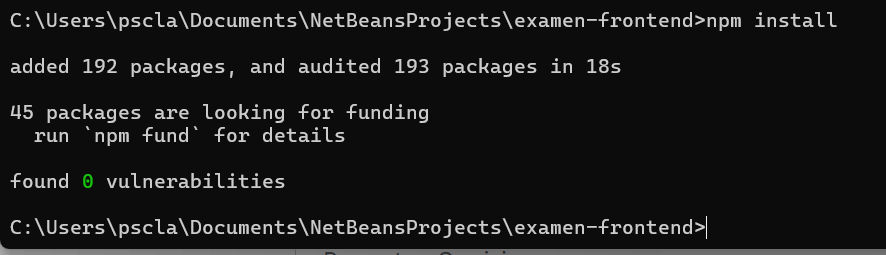 C:\Users\pscla\Documents\NetBeansProjects\examen-frontend>npm install
added 192 packages, and audited 193 packages in 18s
45 packages are looking for funding
run `npm fund` for details
found 0 vulnerabilities
C:\Users\pscla\Documents\NetBeansProjects\examen-frontend>